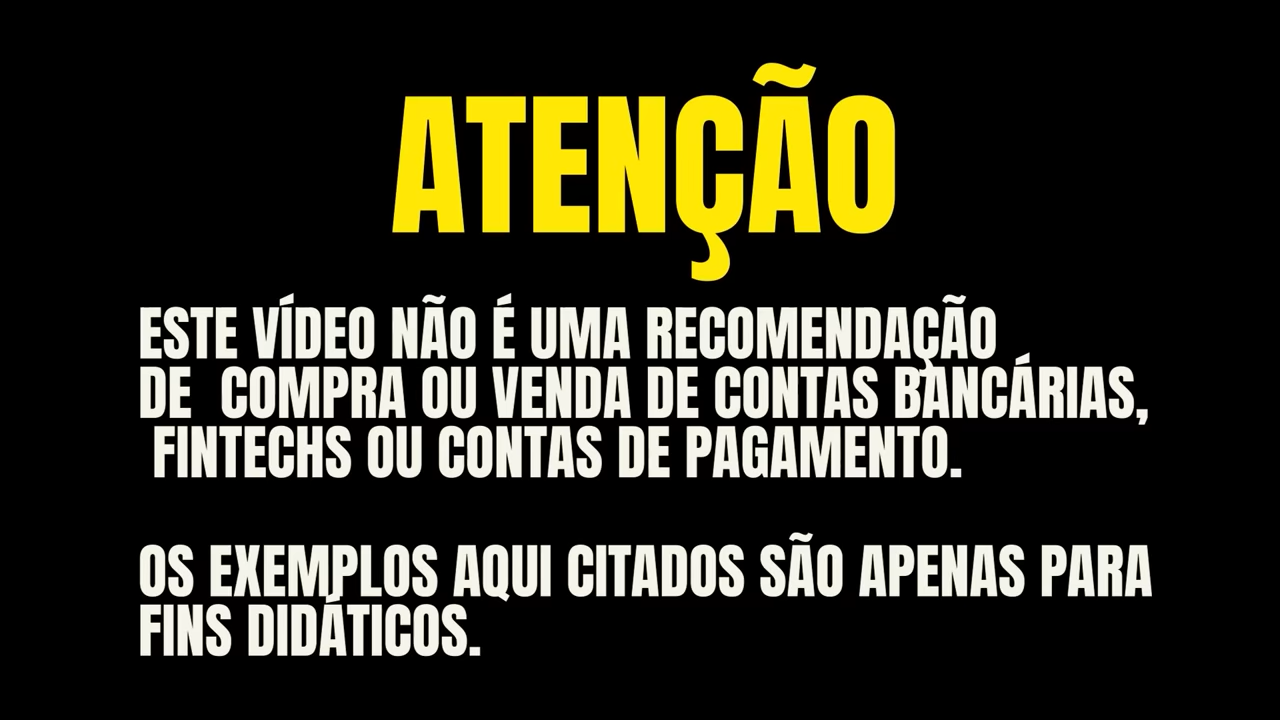 ATENÇÃO
ESTE VÍDEO NÃO É UMA RECOMENDAÇÃO
DE COMPRA OU VENDA DE CONTAS BANCÁRIAS,
FINTECHS OU CONTAS DE PAGAMENTO.
OS EXEMPLOS AQUI CITADOS SÃO APENAS PARA
FINS DIDÁTICOS.